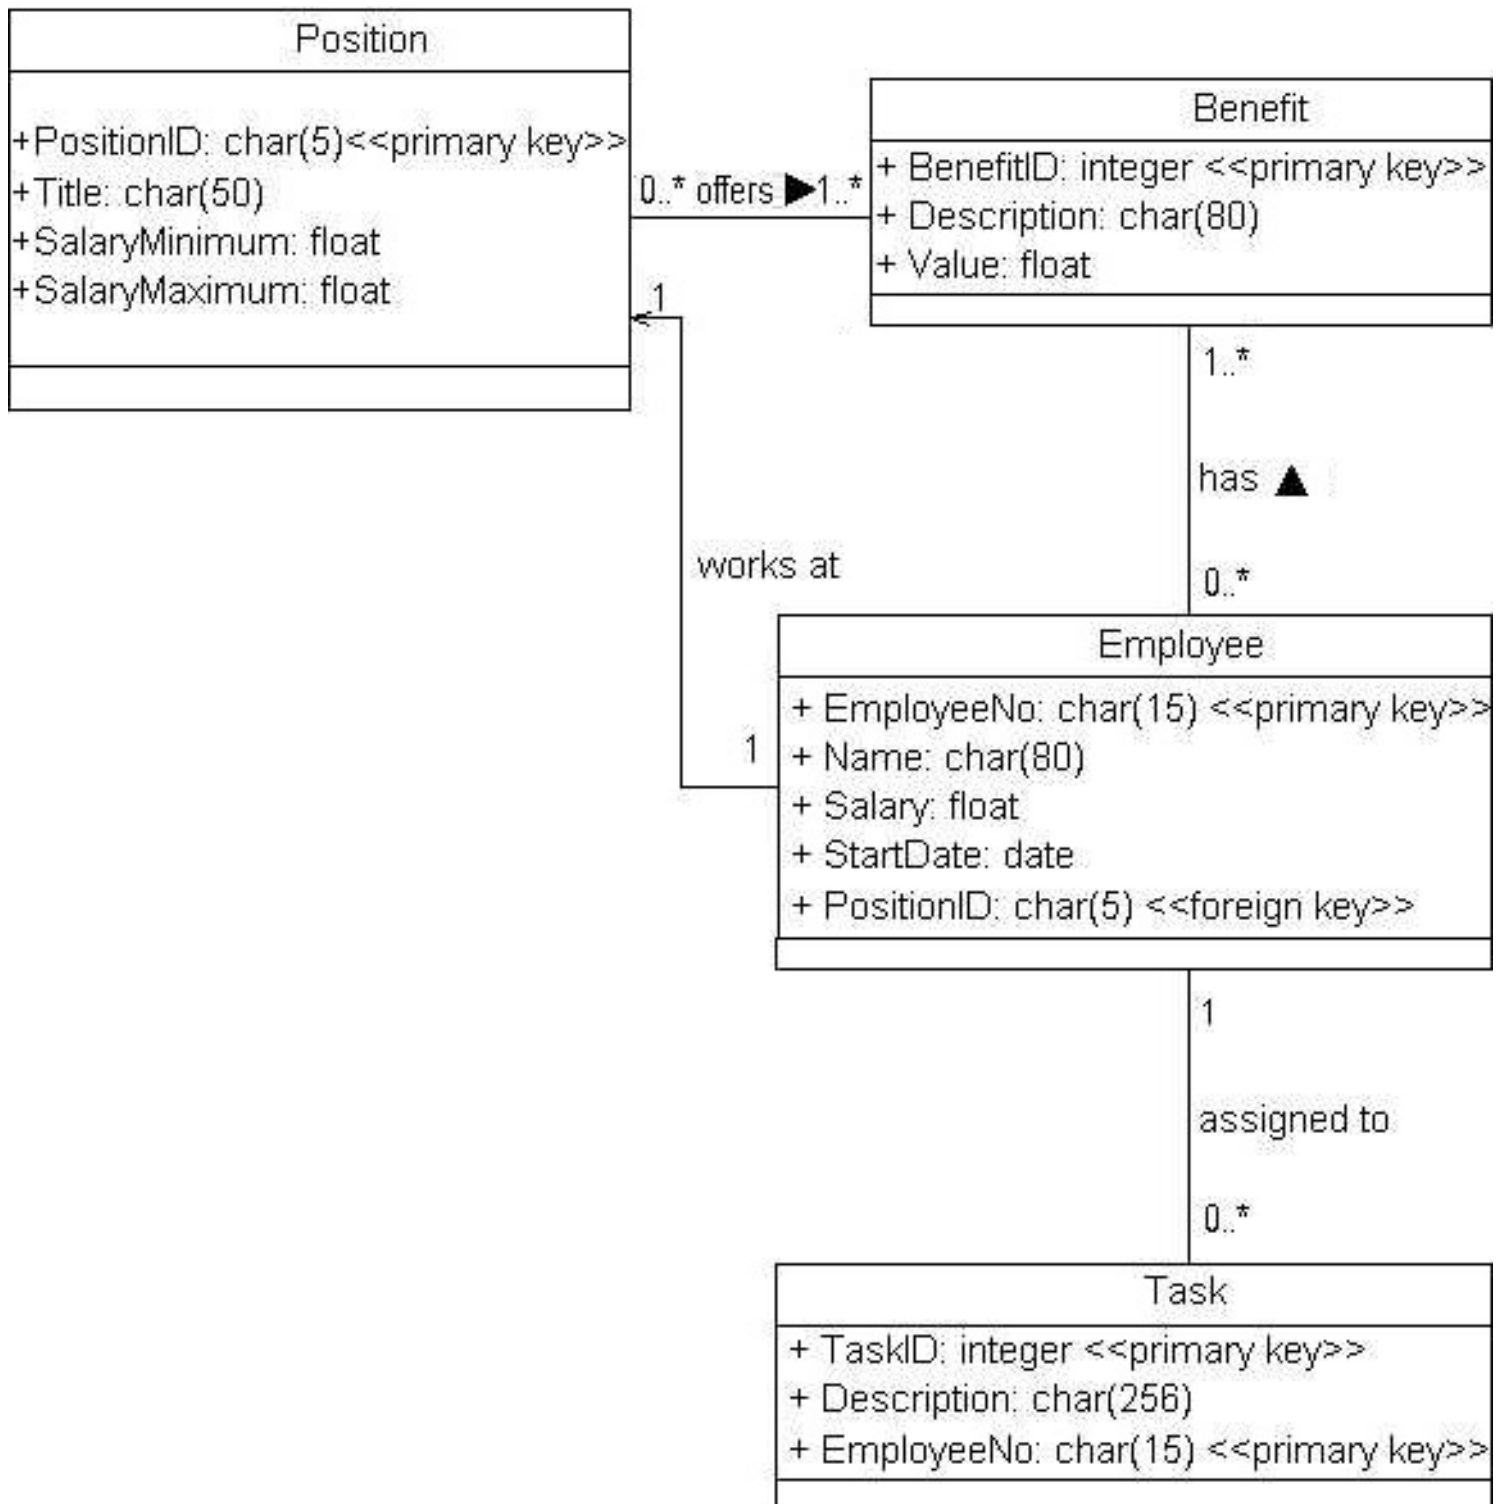 Position
+PositionID: char(5)<<primary key>>
+Title: char(50)
+SalaryMinimum: float
+SalaryMaximum: float
0..* offers ▶1..*
Benefit
+ BenefitID: integer <<primary key>>
+ Description: char(80)
+ Value: float
1
1..*
has ▲
0..*
works at
1
Employee
+ EmployeeNo: char(15) <<primary key>>
+ Name: char(80)
+ Salary: float
+ StartDate: date
+ PositionID: char(5) <<foreign key>>
1
assigned to
0..*
Task
+ TaskID: integer <<primary key>>
+ Description: char(256)
+ EmployeeNo: char(15) <<primary key>>